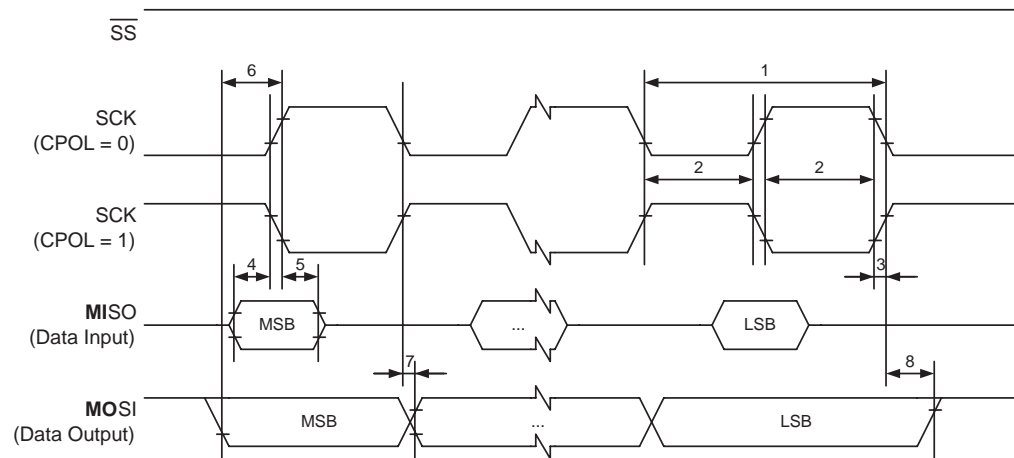 SS
6
1
SCK
(CPOL = 0)
2
2
SCK
(CPOL = 1)
4
5
3
MISO
(Data Input)
MSB
...
LSB
7
8
MOSI
(Data Output)
MSB
...
LSB